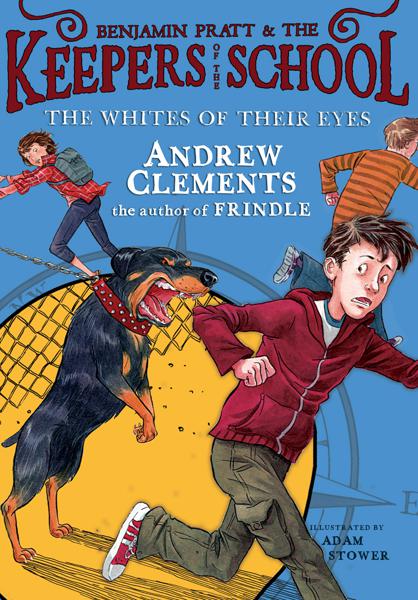 BENJAMIN PRATT & THE
KEEPERS OF THE SCHOOL
THE WHITES OF THEIR EYES
ANDREW
CLEMENTS
the author of FRINDLE
E
ILLUSTRATED BY
ADAM
STOWER